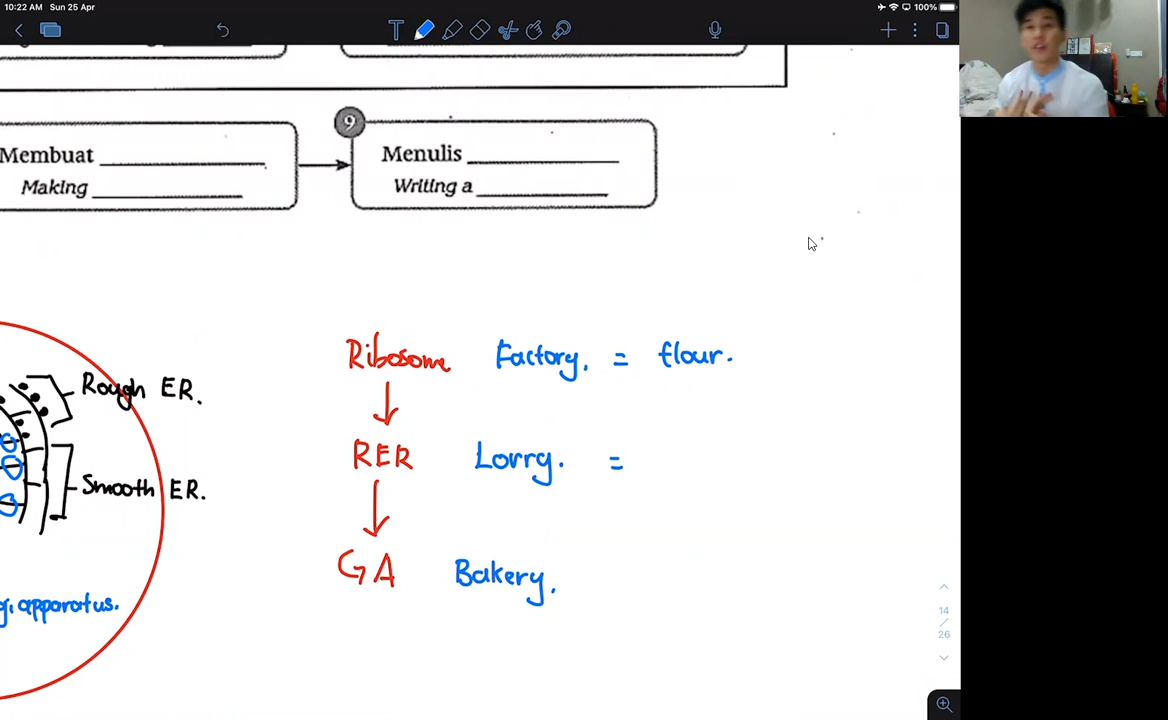 10:22 AM Sun 25 Apr
100%
T
9
Membuat
Making
Menulis
Writing a
Ribosome Factory. = flour.
Rough ER.
RER Lorry. =
Smooth ER.
GA Bakery.
apparatus.
14
/
26